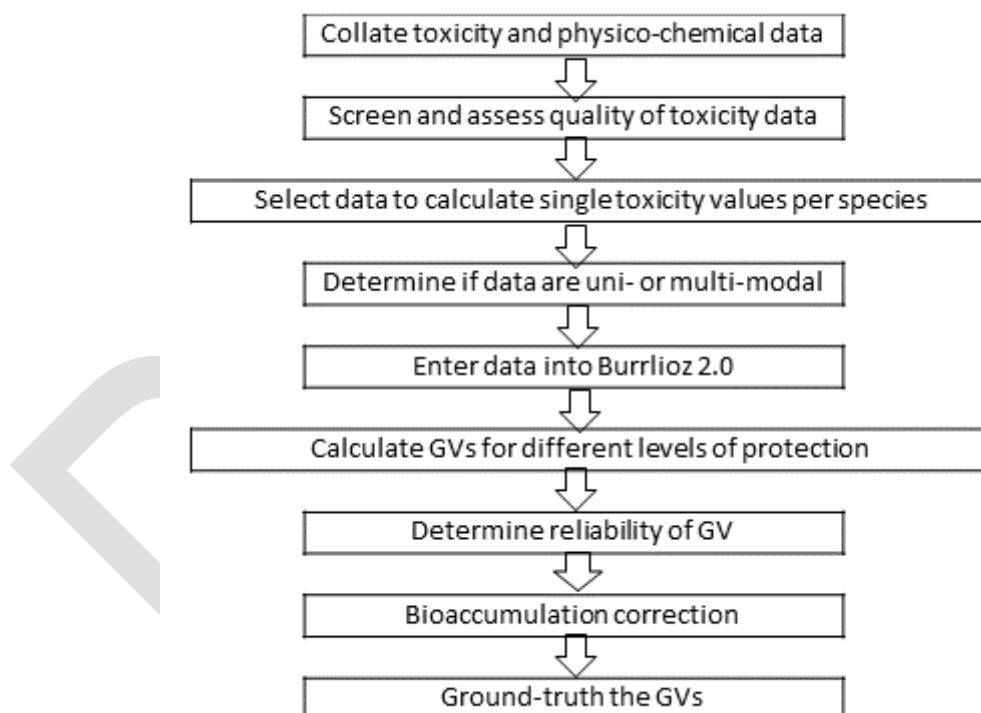 Collate toxicity and physico-chemical data
Screen and assess quality of toxicity data
Select data to calculate single toxicity values per species
Determine if data are uni- or multi-modal
Enter data into Burrlioz 2.0
Calculate GVs for different levels of protection
Determine reliability of GV
Bioaccumulation correction
Ground-truth the GVs